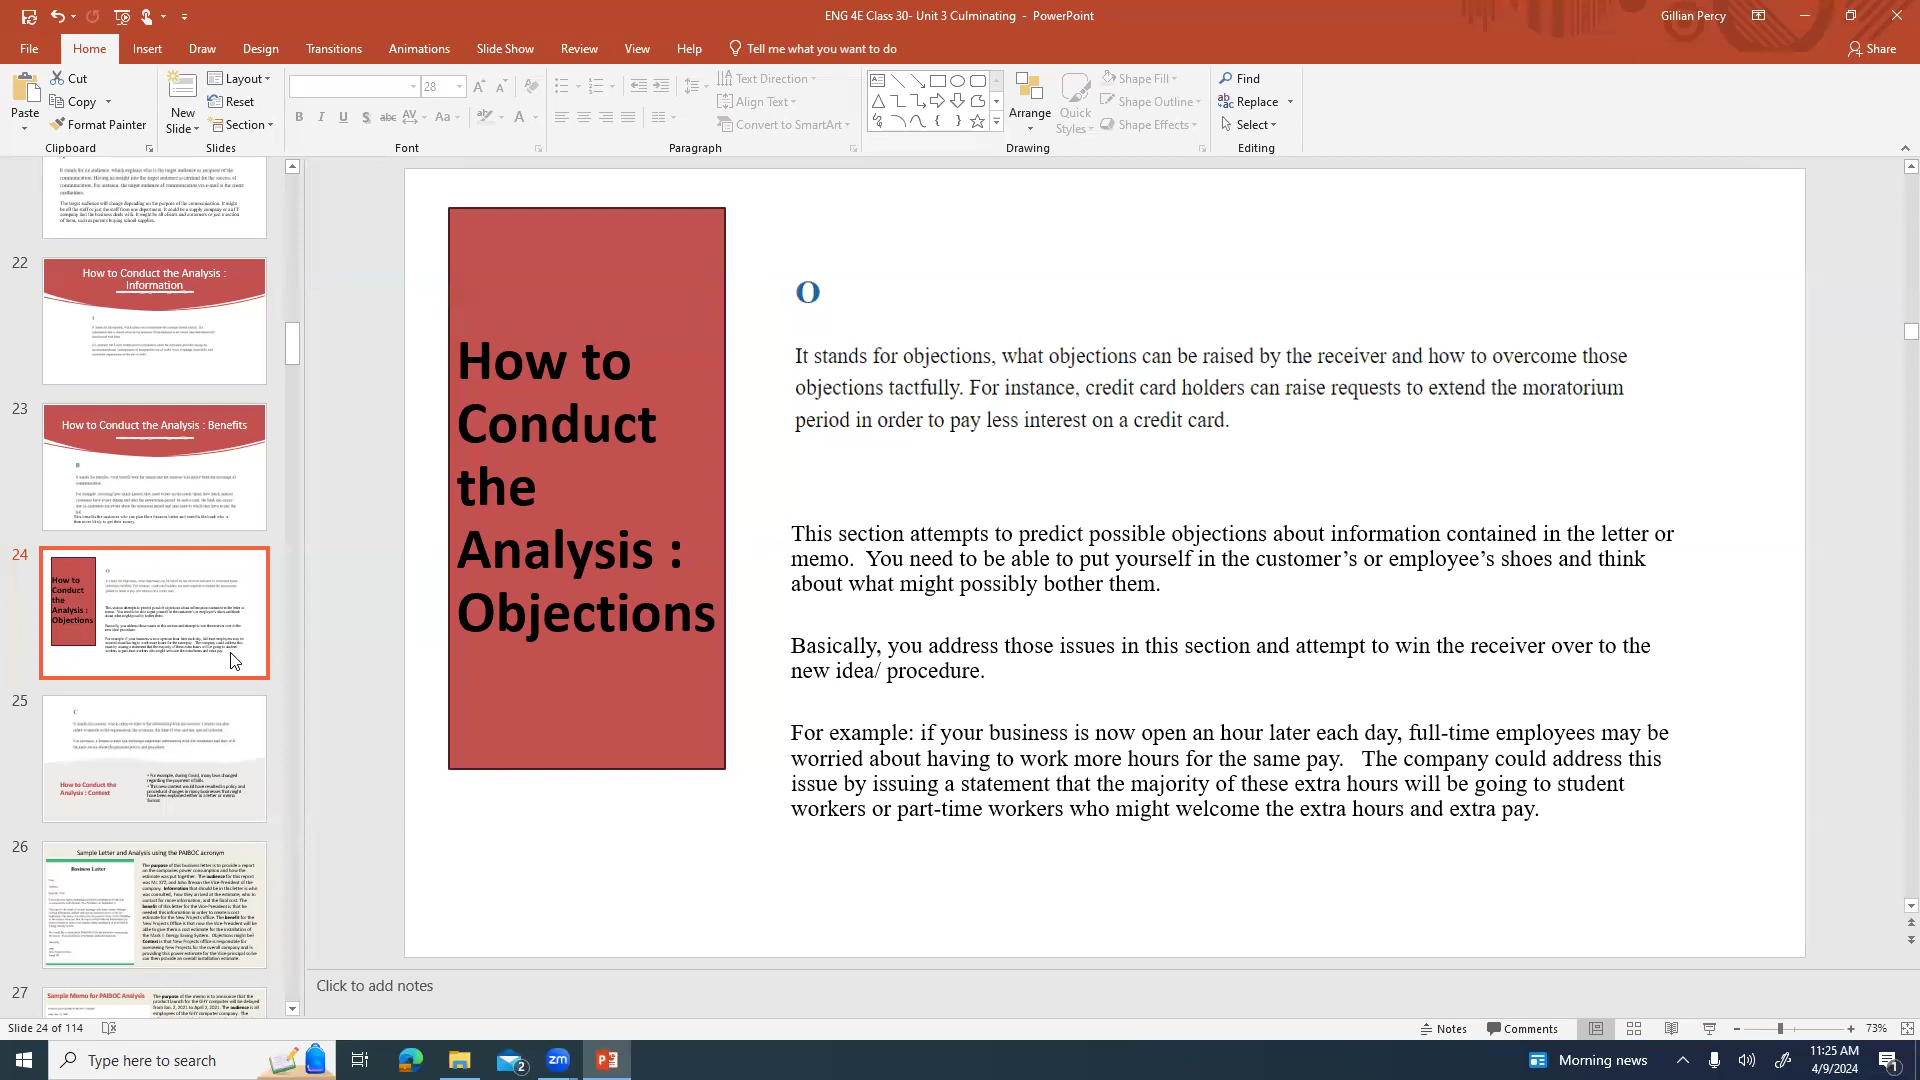 ENG 4E Class 30- Unit 3 Culminating - PowerPoint
Gillian Percy
File Home Insert Draw Design Transitions Animations Slide Show Review View Help Tell me what you want to do
Share
Paste
Cut
Copy
Format Painter
Clipboard
New Slide
Layout
Reset
Section
Slides
28
Font
Text Direction
Align Text
Convert to SmartArt
Paragraph
Arrange
Quick Styles
Shape Fill
Shape Outline
Shape Effects
Drawing
Find
Replace
Select
Editing
22
How to Conduct the Analysis :
Information
23
How to Conduct the Analysis : Benefits
B
24
How to
Conduct
the
Analysis :
Objections
O
25
C
How to Conduct the
Analysis : Context
26
Sample Letter and Analysis using the PAIBOC acronym
Business Letter
27
Sample Memo for PAIBOC Analysis
How to
Conduct
the
Analysis :
Objections
O
It stands for objections, what objections can be raised by the receiver and how to overcome those
objections tactfully. For instance, credit card holders can raise requests to extend the moratorium
period in order to pay less interest on a credit card.
This section attempts to predict possible objections about information contained in the letter or
memo.  You need to be able to put yourself in the customer’s or employee’s shoes and think
about what might possibly bother them.
Basically, you address those issues in this section and attempt to win the receiver over to the
new idea/ procedure.
For example: if your business is now open an hour later each day, full-time employees may be
worried about having to work more hours for the same pay.   The company could address this
issue by issuing a statement that the majority of these extra hours will be going to student
workers or part-time workers who might welcome the extra hours and extra pay.
Click to add notes
Slide 24 of 114
Notes
Comments
73%
Type here to search
Morning news
11:25 AM
4/9/2024